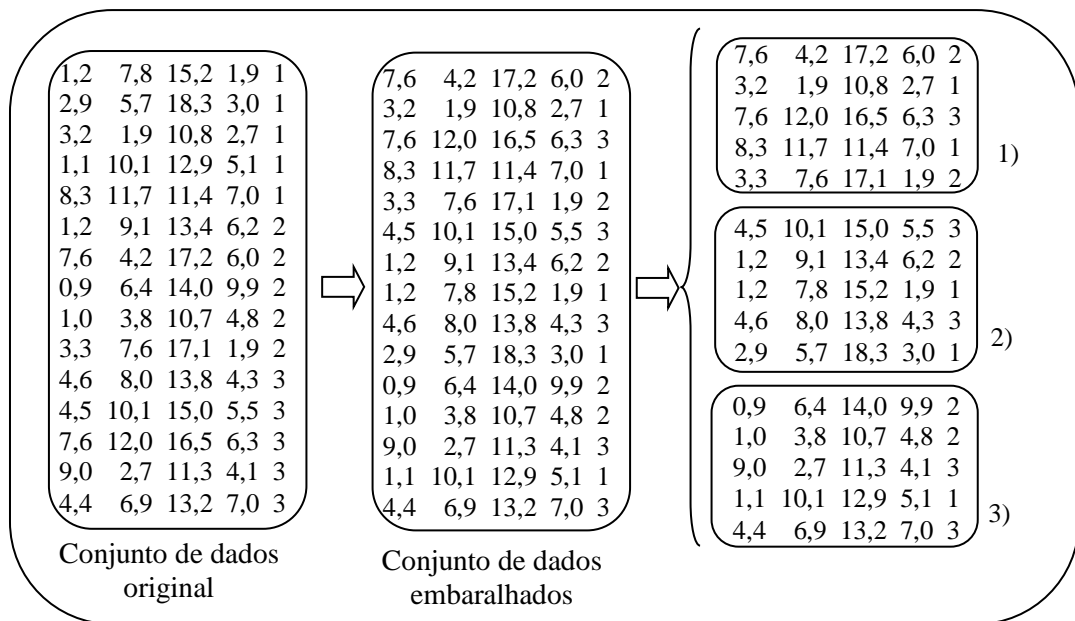 1,2 7,8 15,2 1,9 1
2,9 5,7 18,3 3,0 1
3,2 1,9 10,8 2,7 1
1,1 10,1 12,9 5,1 1
8,3 11,7 11,4 7,0 1
1,2 9,1 13,4 6,2 2
7,6 4,2 17,2 6,0 2
0,9 6,4 14,0 9,9 2
1,0 3,8 10,7 4,8 2
3,3 7,6 17,1 1,9 2
4,6 8,0 13,8 4,3 3
4,5 10,1 15,0 5,5 3
7,6 12,0 16,5 6,3 3
9,0 2,7 11,3 4,1 3
4,4 6,9 13,2 7,0 3
Conjunto de dados
original
7,6 4,2 17,2 6,0 2
3,2 1,9 10,8 2,7 1
7,6 12,0 16,5 6,3 3
8,3 11,7 11,4 7,0 1
3,3 7,6 17,1 1,9 2
4,5 10,1 15,0 5,5 3
1,2 9,1 13,4 6,2 2
1,2 7,8 15,2 1,9 1
4,6 8,0 13,8 4,3 3
2,9 5,7 18,3 3,0 1
0,9 6,4 14,0 9,9 2
1,0 3,8 10,7 4,8 2
9,0 2,7 11,3 4,1 3
1,1 10,1 12,9 5,1 1
4,4 6,9 13,2 7,0 3
Conjunto de dados
embaralhados
7,6 4,2 17,2 6,0 2
3,2 1,9 10,8 2,7 1
7,6 12,0 16,5 6,3 3
8,3 11,7 11,4 7,0 1
3,3 7,6 17,1 1,9 2
1)
4,5 10,1 15,0 5,5 3
1,2 9,1 13,4 6,2 2
1,2 7,8 15,2 1,9 1
4,6 8,0 13,8 4,3 3
2,9 5,7 18,3 3,0 1
2)
0,9 6,4 14,0 9,9 2
1,0 3,8 10,7 4,8 2
9,0 2,7 11,3 4,1 3
1,1 10,1 12,9 5,1 1
4,4 6,9 13,2 7,0 3
3)